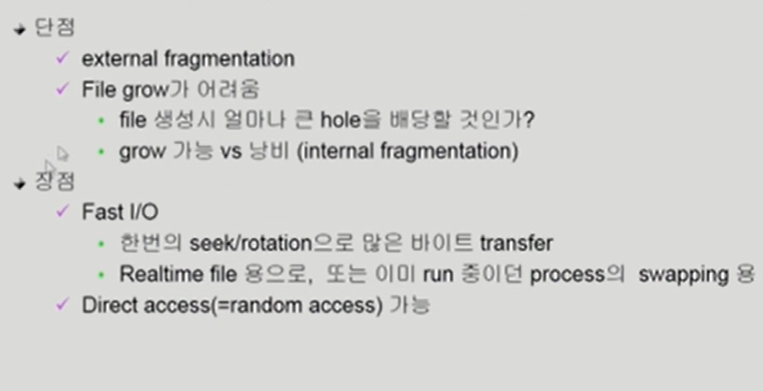 단점
external fragmentation
File grow가 어려움
file 생성시 얼마나 큰 hole을 배당할 것인가?
grow 가능 vs 낭비 (internal fragmentation)
장점
Fast I/O
한번의 seek/rotation으로 많은 바이트 transfer
Realtime file 용으로, 또는 이미 run 중이던 process의 swapping 용
Direct access(=random access) 가능